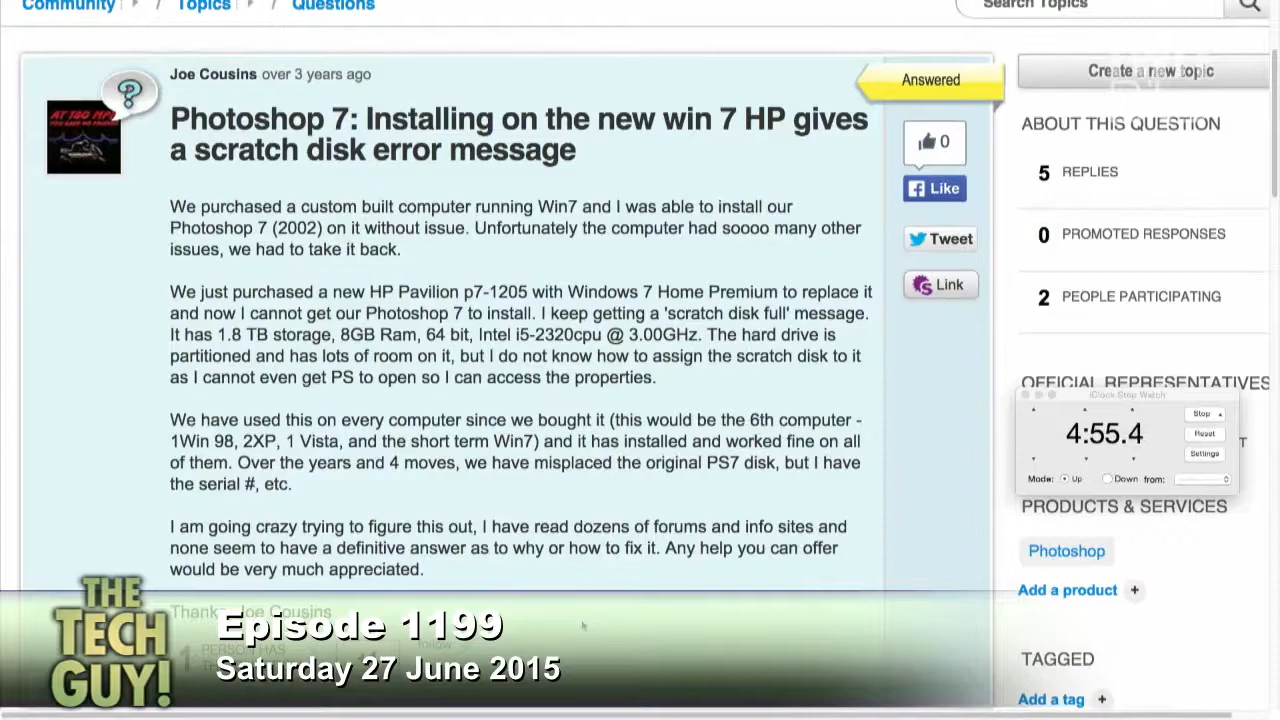 Community / Topics / Questions
Search Topics
Joe Cousins over 3 years ago
Answered
Create a new topic
AT 180 MPH
Photoshop 7: Installing on the new win 7 HP gives
a scratch disk error message
0
Like
Tweet
Link
ABOUT THIS QUESTION
5 REPLIES
0 PROMOTED RESPONSES
2 PEOPLE PARTICIPATING
We purchased a custom built computer running Win7 and I was able to install our
Photoshop 7 (2002) on it without issue. Unfortunately the computer had soooo many other
issues, we had to take it back.
We just purchased a new HP Pavilion p7-1205 with Windows 7 Home Premium to replace it
and now I cannot get our Photoshop 7 to install. I keep getting a 'scratch disk full' message.
It has 1.8 TB storage, 8GB Ram, 64 bit, Intel i5-2320cpu @ 3.00GHz. The hard drive is
partitioned and has lots of room on it, but I do not know how to assign the scratch disk to it
as I cannot even get PS to open so I can access the properties.
We have used this on every computer since we bought it (this would be the 6th computer -
1Win 98, 2XP, 1 Vista, and the short term Win7) and it has installed and worked fine on all
of them. Over the years and 4 moves, we have misplaced the original PS7 disk, but I have
the serial #, etc.
I am going crazy trying to figure this out, I have read dozens of forums and info sites and
none seem to have a definitive answer as to why or how to fix it. Any help you can offer
would be very much appreciated.
Thanks Joe Cousins
OFFICIAL REPRESENTATIVES
iClock Stop Watch
4:55.4
Stop
Reset
Settings
Mode: Up Down from:
T
PRODUCTS & SERVICES
Photoshop
Add a product +
TAGGED
Add a tag +
1 PERSON HAS
follow
THE
TECH
GUY!
Episode 1199
Saturday 27 June 2015